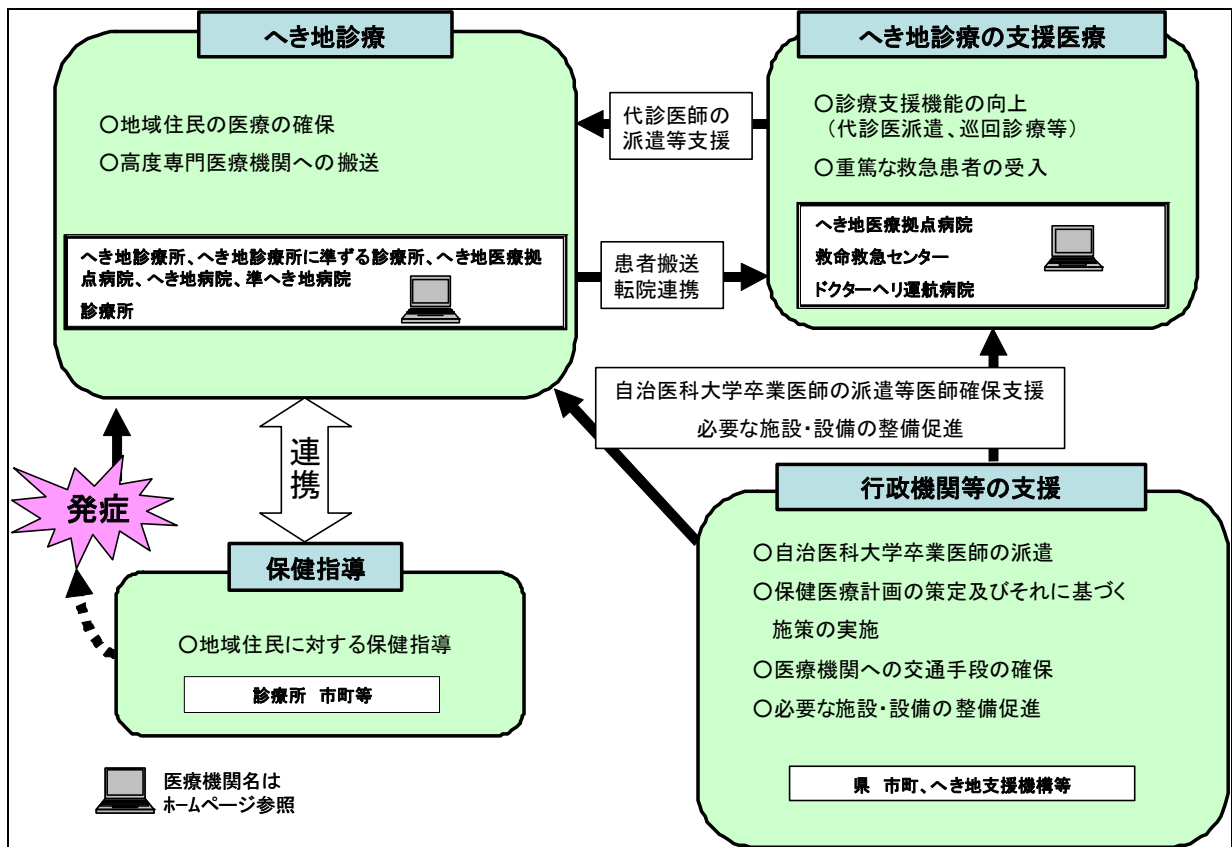 へき地診療
○地域住民の医療の確保
○高度専門医療機関への搬送
へき地診療所、へき地診療所に準ずる診療所、へき地医療拠
点病院、へき地病院、準へき地病院
診療所
代診医師の
派遣等支援
患者搬送
転院連携
へき地診療の支援医療
○診療支援機能の向上
（代診医派遣、巡回診療等）
○重篤な救急患者の受入
へき地医療拠点病院
救命救急センター
ドクターヘリ運航病院
自治医科大学卒業医師の派遣等医師確保支援
必要な施設・設備の整備促進
連携
発症
保健指導
○地域住民に対する保健指導
診療所 市町等
行政機関等の支援
○自治医科大学卒業医師の派遣
○保健医療計画の策定及びそれに基づく
施策の実施
○医療機関への交通手段の確保
○必要な施設・設備の整備促進
県 市町、へき地支援機構等
医療機関名は
ホームページ参照